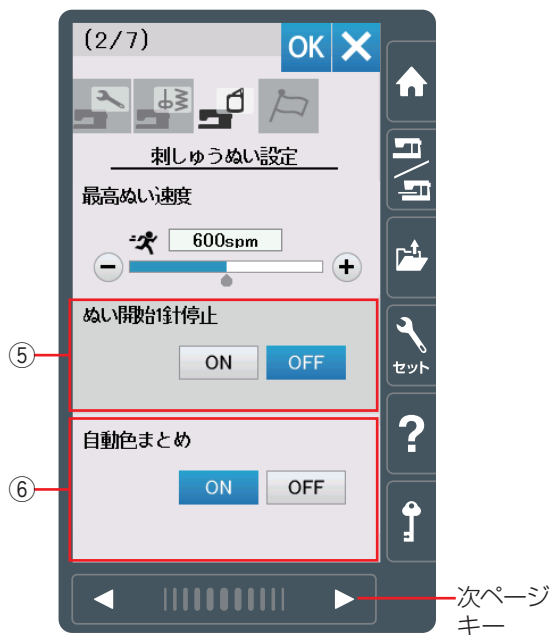 (2/7)
OK
刺しゅうぬい設定
最高ぬい速度
600spm
ぬい開始1針停止
⑤
ON OFF
セット
自動色まとめ
?
⑥
ON OFF
次ページ
キー